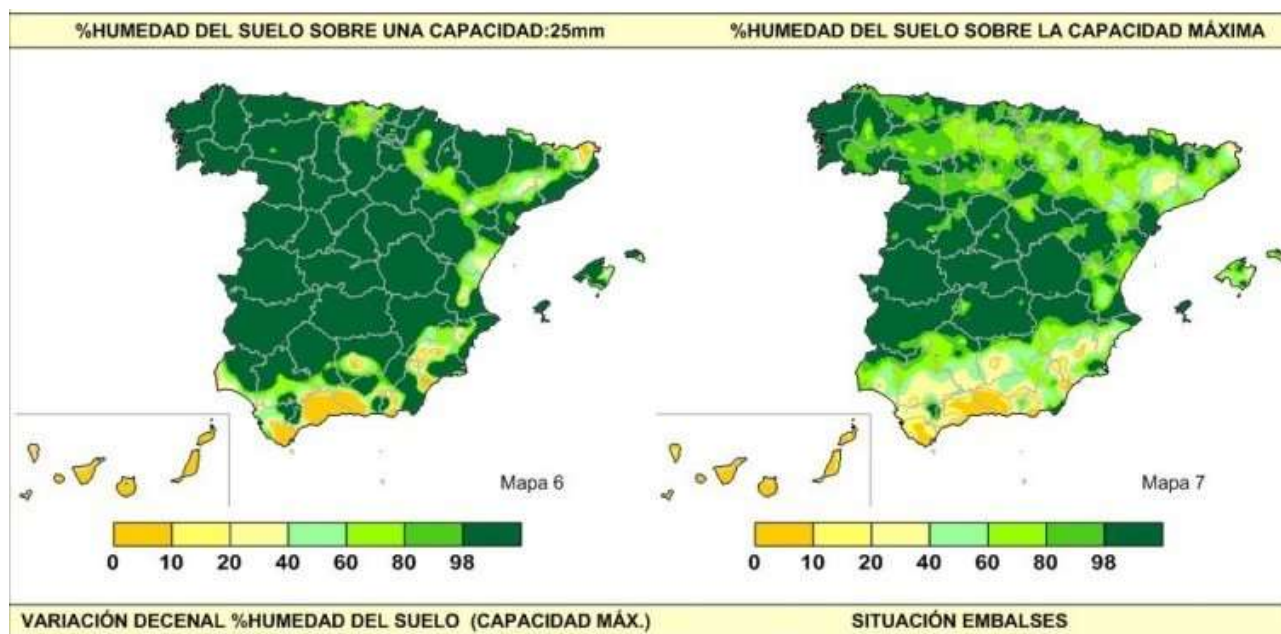 %HUMEDAD DEL SUELO SOBRE UNA CAPACIDAD:25mm
%HUMEDAD DEL SUELO SOBRE LA CAPACIDAD MÁXIMA
Mapa 6
Mapa 7
0 10 20 40 60 80 98
0 10 20 40 60 80 98
VARIACIÓN DECENAL %HUMEDAD DEL SUELO (CAPACIDAD MÁX.)
SITUACIÓN EMBALSES